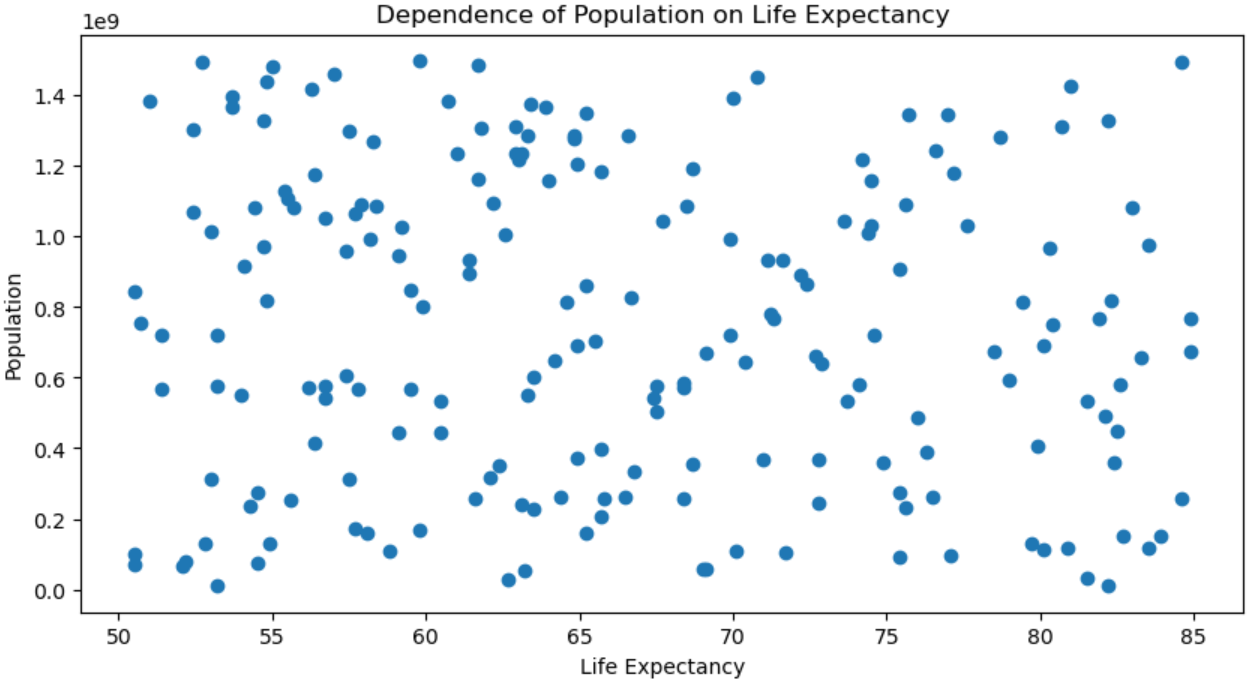 Dependence of Population on Life Expectancy
1e9
1.4
1.2
1.0
0.8
0.6
0.4
0.2
0.0
Population
50 55 60 65 70 75 80 85
Life Expectancy